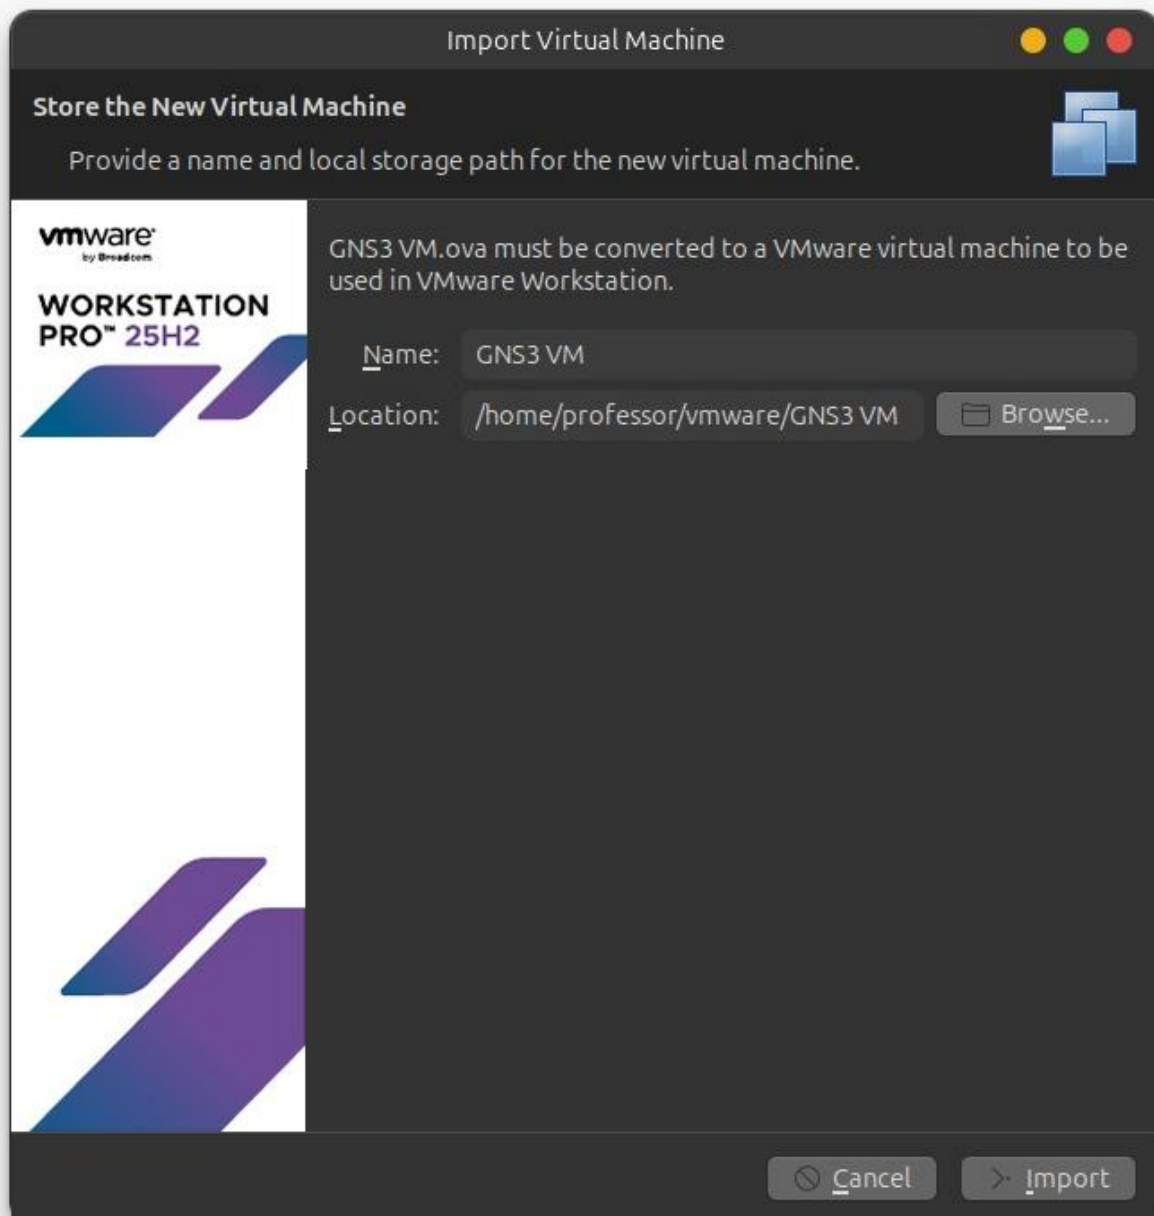 Import Virtual Machine
Store the New Virtual Machine
Provide a name and local storage path for the new virtual machine.
vmware®
by Broadcom
WORKSTATION
PRO™ 25H2
GNS3 VM.ova must be converted to a VMware virtual machine to be
used in VMware Workstation.
Name: GNS3 VM
Location: /home/professor/vmware/GNS3 VM Browse...
Cancel Import